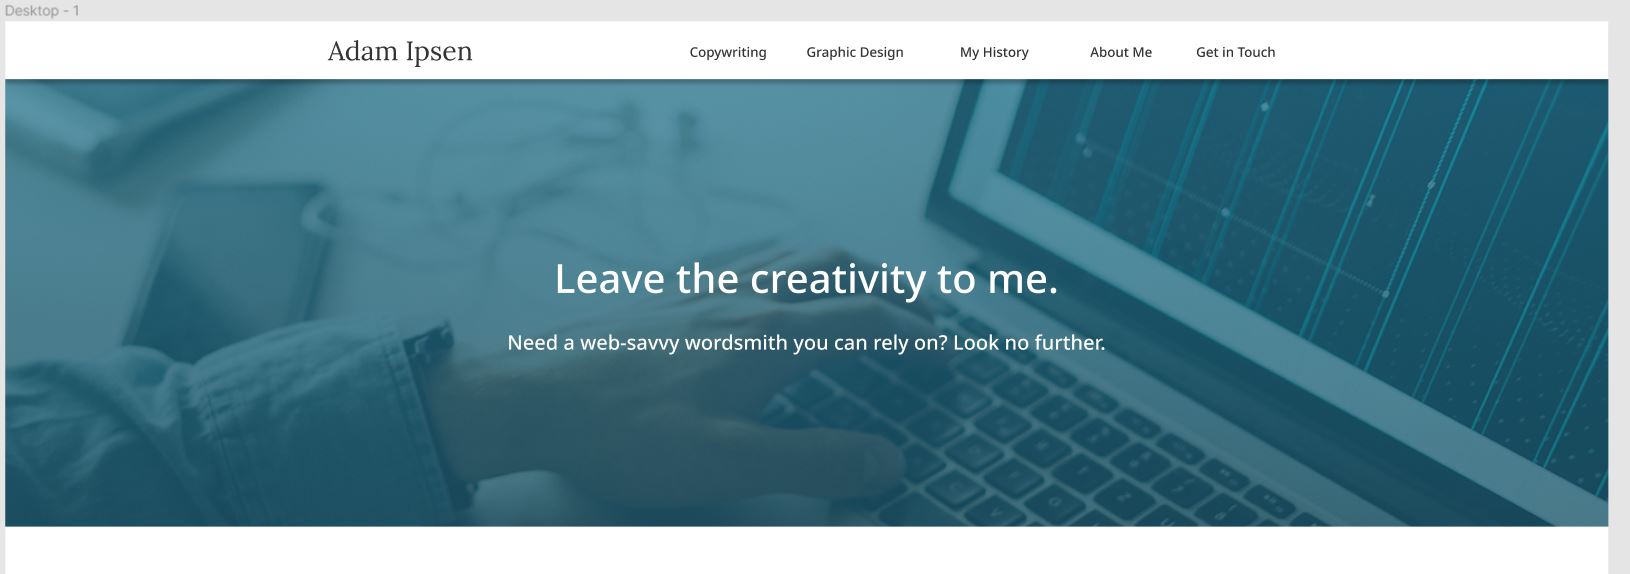 Desktop - 1
Adam Ipsen
Copywriting Graphic Design My History About Me Get in Touch
Leave the creativity to me.
Need a web-savvy wordsmith you can rely on? Look no further.